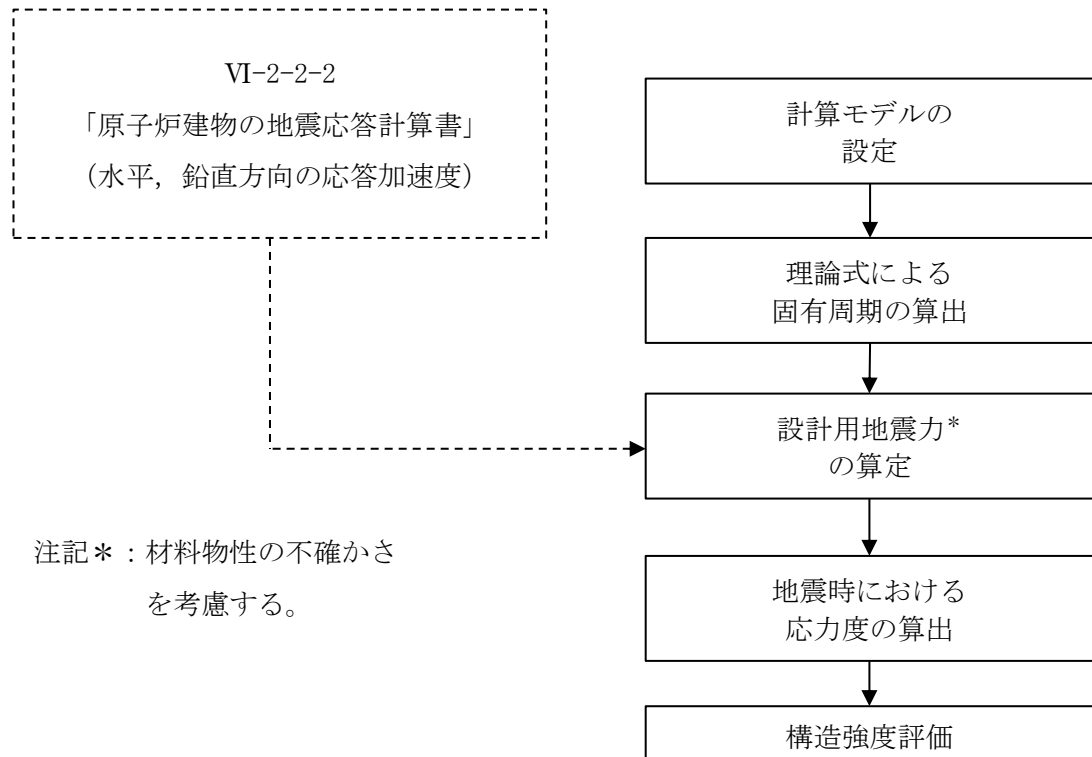 Ⅵ-2-2-2
「原子炉建物の地震応答計算書」
（水平，鉛直方向の応答加速度）
計算モデルの
設定
理論式による
固有周期の算出
設計用地震力*
の算定
地震時における
応力度の算出
構造強度評価
注記＊：材料物性の不確かさ
を考慮する。